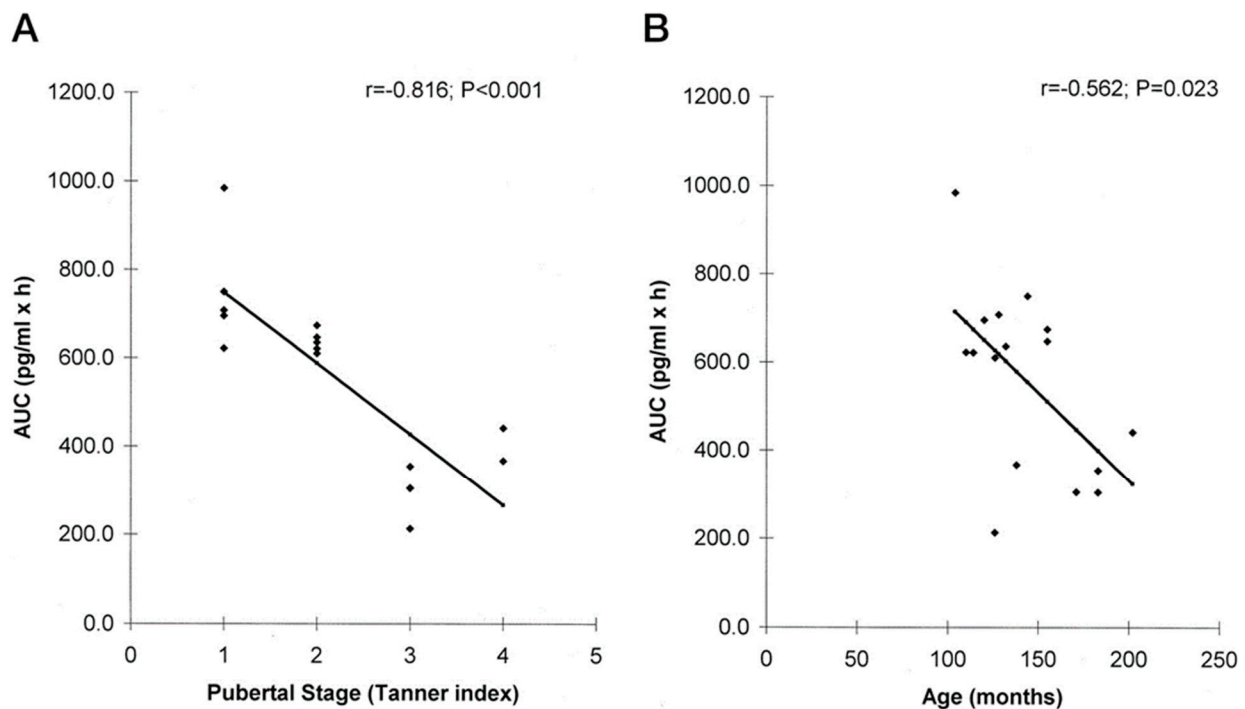 A
r=-0.816; P<0.001
1200.0
1000.0
800.0
600.0
400.0
200.0
0.0
AUC (pg/ml x h)
0 1 2 3 4 5
Pubertal Stage (Tanner index)
B
r=-0.562; P=0.023
1200.0
1000.0
800.0
600.0
400.0
200.0
0.0
AUC (pg/ml x h)
0 50 100 150 200 250
Age (months)